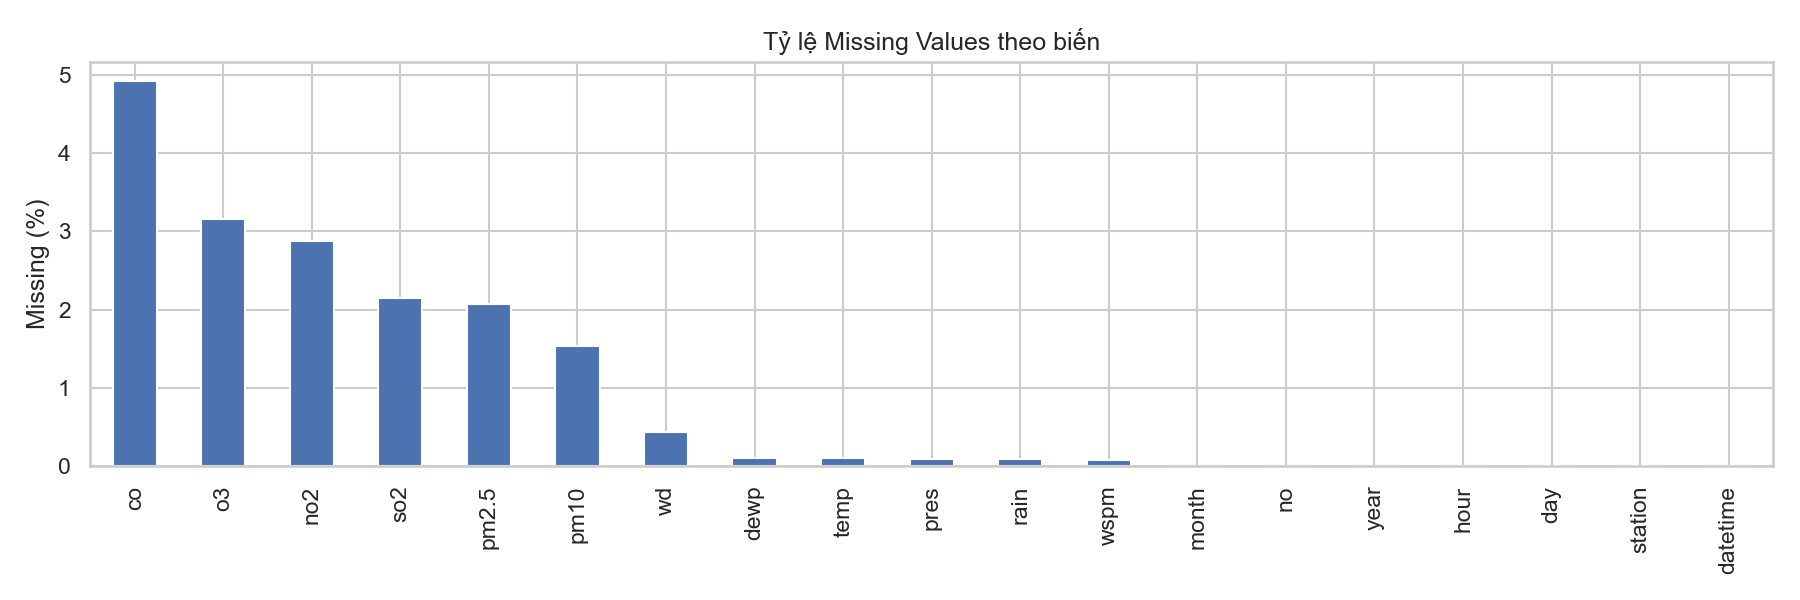 Tỷ lệ Missing Values theo biến
Missing (%)
5
4
3
2
1
0
co
o3
no2
so2
pm2.5
pm10
wd
dewp
temp
pres
rain
wspm
month
no
year
hour
day
station
datetime